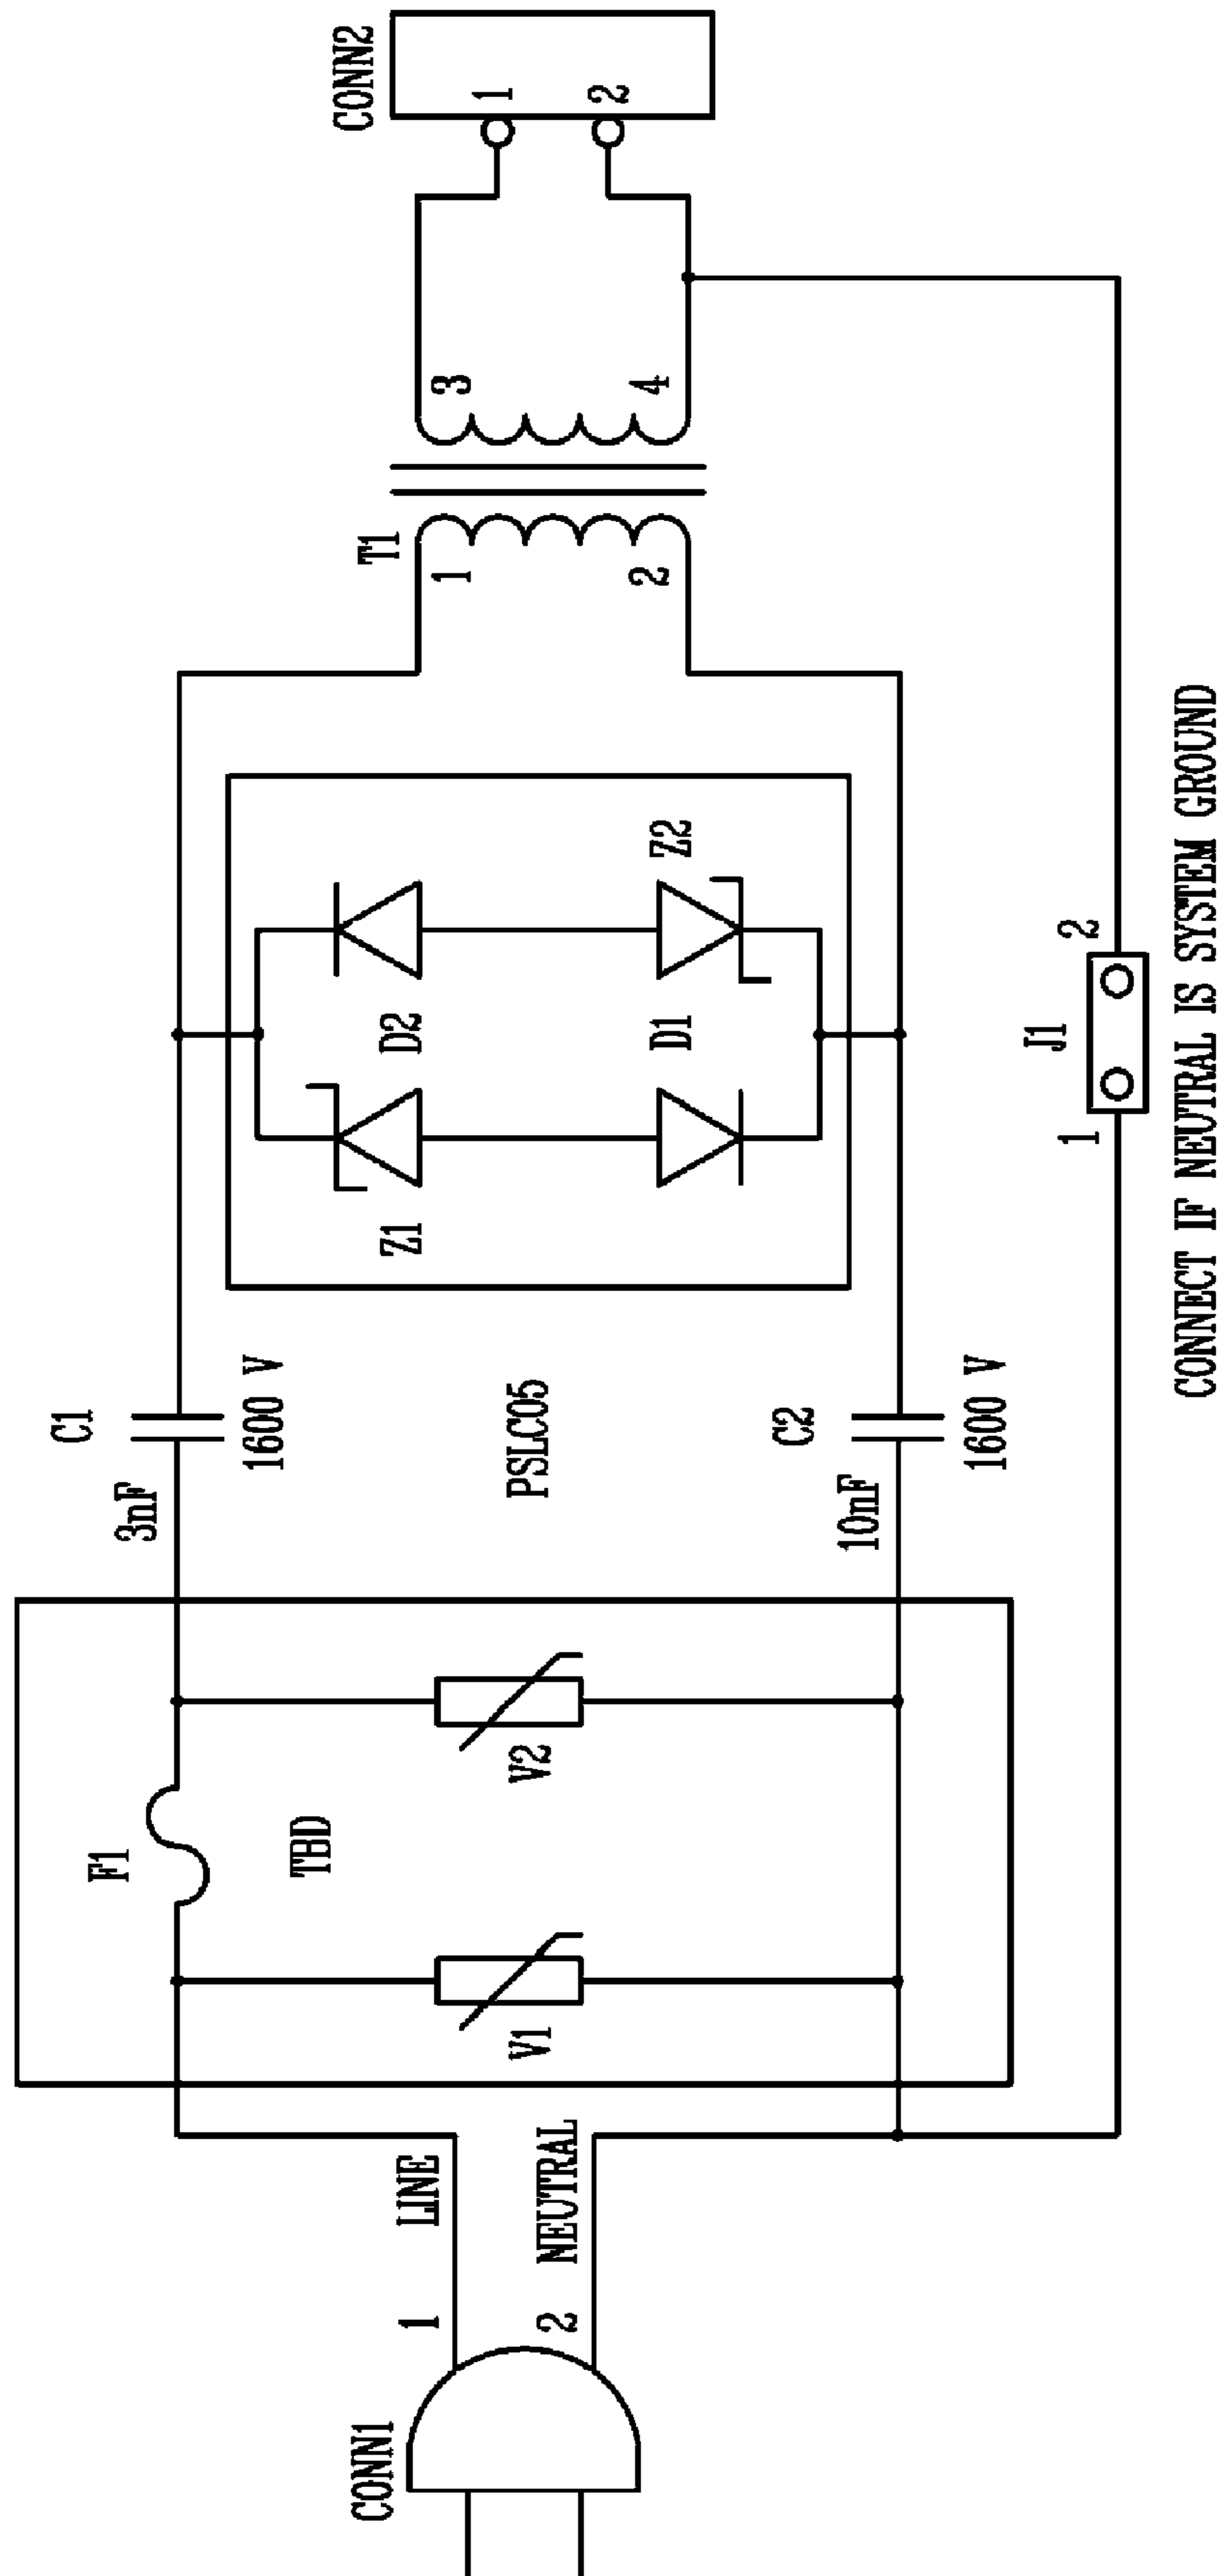 CONN1
1
LINE
2
NEUTRAL
F1
TBD
V1
V2
3nF
C1
1600 V
PSLC05
10nF
C2
1600 V
Z1
D2
D1
Z2
T1
1
2
3
4
CONN2
1
2
J1
1
2
CONNECT IF NEUTRAL IS SYSTEM GROUND